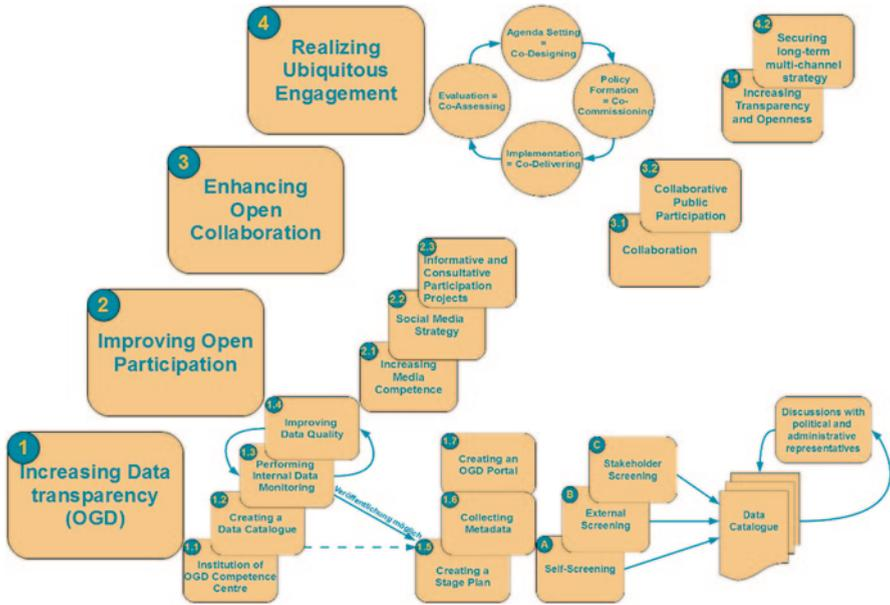 4
Realizing
Ubiquitous
Engagement
Agenda Setting
=
Co-Designing
Policy
Formation
= Co-
Commissioning
Implementation
= Co-Delivering
Evaluation =
Co-Assessing
4.2
Securing
long-term
multi-channel
strategy
4.1
Increasing
Transparency
and Openness
3
Enhancing
Open
Collaboration
3.2
Collaborative
Public
Participation
3.1
Collaboration
2
Improving Open
Participation
2.3
Informative and
Consultative
Participation
Projects
2.2
Social Media
Strategy
2.1
Increasing
Media
Competence
1
Increasing Data
transparency
(OGD)
1.4
Improving
Data Quality
1.3
Performing
Internal Data
Monitoring
1.2
Creating a
Data Catalogue
1.1
Institution of
OGD Competence
Centre
Veröffentlichung möglich
1.7
Creating an
OGD Portal
1.6
Collecting
Metadata
1.5
Creating a
Stage Plan
C
Stakeholder
Screening
B
External
Screening
A
Self-Screening
Data
Catalogue
Discussions with
political and
administrative
representatives